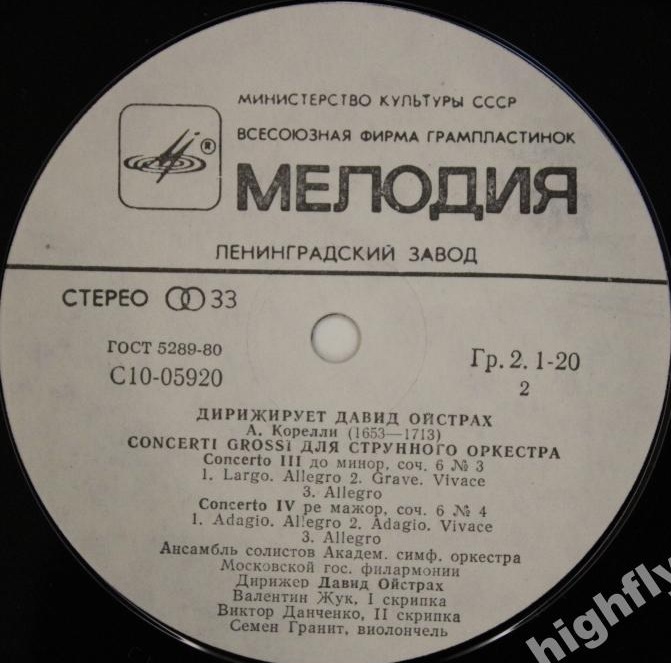 МИНИСТЕРСТВО КУЛЬТУРЫ СССР
ВСЕСОЮЗНАЯ ФИРМА ГРАМПЛАСТИНОК
®
МЕЛОДИЯ
ЛЕНИНГРАДСКИЙ ЗАВОД
СТЕРЕО 33
ГОСТ 5289-80
Гр. 2. 1-20
С10-05920
2
ДИРИЖИРУЕТ ДАВИД ОЙСТРАХ
А. Корелли (1653—1713)
CONCERTI GROSSI ДЛЯ СТРУННОГО ОРКЕСТРА
Concerto III до минор, соч. 6 № 3
1. Largo. Allegro 2. Grave. Vivace
3. Allegro
Concerto IV ре мажор, соч. 6 № 4
1. Adagio. Allegro 2. Adagio. Vivace
3. Allegro
Ансамбль солистов Академ. симф. оркестра
Московской гос. филармонии
Дирижер Давид Ойстрах
Валентин Жук, I скрипка
Виктор Данченко, II скрипка
Семен Гранит, виолончель
highfly